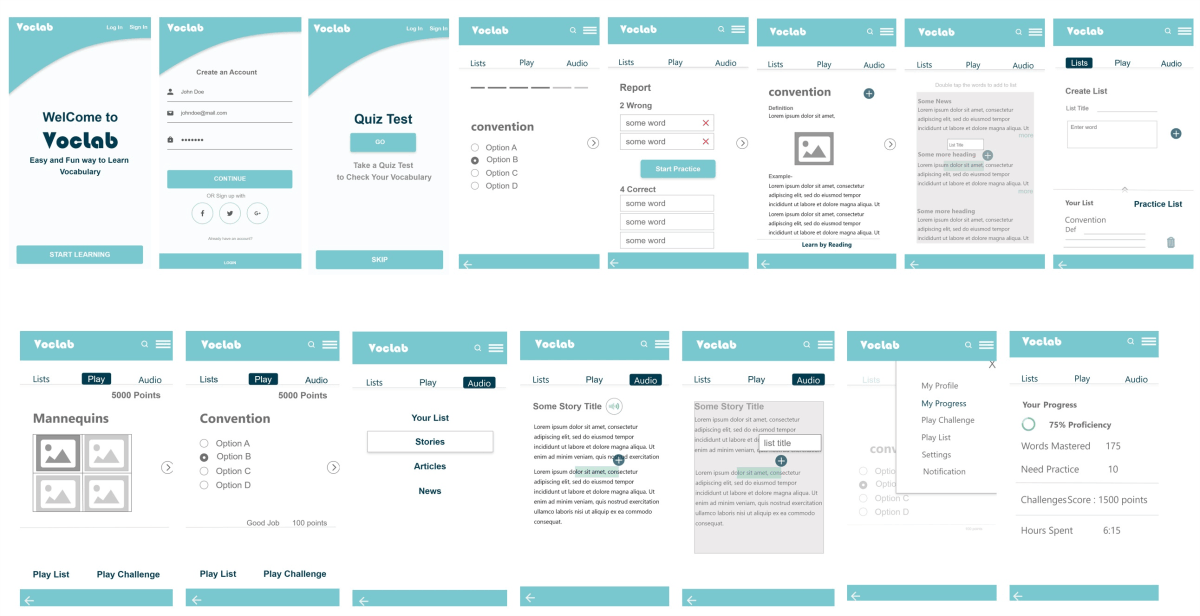 Voclab
Log In Sign In
WelCome to
Voclab
Easy and Fun way to Learn
Vocabulary
START LEARNING
Voclab
Create an Account
John Doe
johndoe@mail.com
•••••••
CONTINUE
OR Sign up with
f
G+
Already have an account?
LOGIN
Voclab
Log In Sign In
Quiz Test
GO
Take a Quiz Test
to Check Your Vocabulary
SKIP
Voclab
Lists Play Audio
convention
Option A
Option B
Option C
Option D
Voclab
Lists Play Audio
Report
2 Wrong
some word
some word
Start Practice
4 Correct
some word
some word
some word
Voclab
Lists Play Audio
convention
Definition
Lorem ipsum dolor sit amet,
Example-
Lorem ipsum dolor sit amet, consectetur
adipiscing elit, sed do eiusmod tempor
incididunt ut labore et dolore magna aliqua. Ut
Lorem ipsum dolor sit amet, consectetur
adipiscing elit, sed do eiusmod tempor
incididunt ut labore et dolore magna aliqua. Ut
Learn by Reading
Voclab
Lists Play Audio
Double tap the words to add to list
Some News
Lorem ipsum dolor sit amet, consectetur
adipiscing elit, sed do eiusmod tempor
incididunt ut labore et dolore magna aliqua. Ut
more
List Title
Some more heading
Lorem ipsum dolor sit amet, consectetur
adipiscing elit, sed do eiusmod tempor
incididunt ut labore et dolore magna aliqua. Ut
more
Some more heading
Lorem ipsum dolor sit amet, consectetur
adipiscing elit, sed do eiusmod tempor
incididunt ut labore et dolore magna aliqua. Ut
Voclab
Lists Play Audio
Create List
List Title
Enter word
Your List Practice List
Convention
Def
Voclab
Lists Play Audio
5000 Points
Mannequins
Play List Play Challenge
Voclab
Lists Play Audio
5000 Points
Convention
Option A
Option B
Option C
Option D
Good Job 100 points
Play List Play Challenge
Voclab
Lists Play Audio
Your List
Stories
Articles
News
Voclab
Lists Play Audio
Some Story Title
Lorem ipsum dolor sit amet, consectetur
adipiscing elit, sed do eiusmod tempor
incididunt ut labore et dolore magna aliqua. Ut
enim ad minim veniam, quis nostrud exercitation
Lorem ipsum dolor sit amet, consectetur
adipiscing elit, sed do eiusmod tempor
incididunt ut labore et dolore magna aliqua. Ut
enim ad minim veniam, quis nostrud exercitation
ullamco laboris nisi ut aliquip ex ea commodo
consequat.
Voclab
Lists Play Audio
Some Story Title
Lorem ipsum dolor sit amet, consectetur
adipiscing elit, sed do eiusmod tempor
incididunt ut labore et d
list title
enim ad minim veniam,
Lorem ipsum dolor sit amet, consectetur
adipiscing elit, sed do eiusmod tempor
incididunt ut labore et dolore magna aliqua. Ut
enim ad minim veniam, quis nostrud exercitation
ullamco laboris nisi ut aliquip ex ea commodo
consequat.
Voclab
Lists
X
My Profile
My Progress
Play Challenge
Play List
Settings
Notification
conv
Optio
Optio
Option C
Option D
100 points
Voclab
Lists Play Audio
Your Progress
75% Proficiency
Words Mastered 175
Need Practice 10
ChallengesScore : 1500 points
Hours Spent 6:15